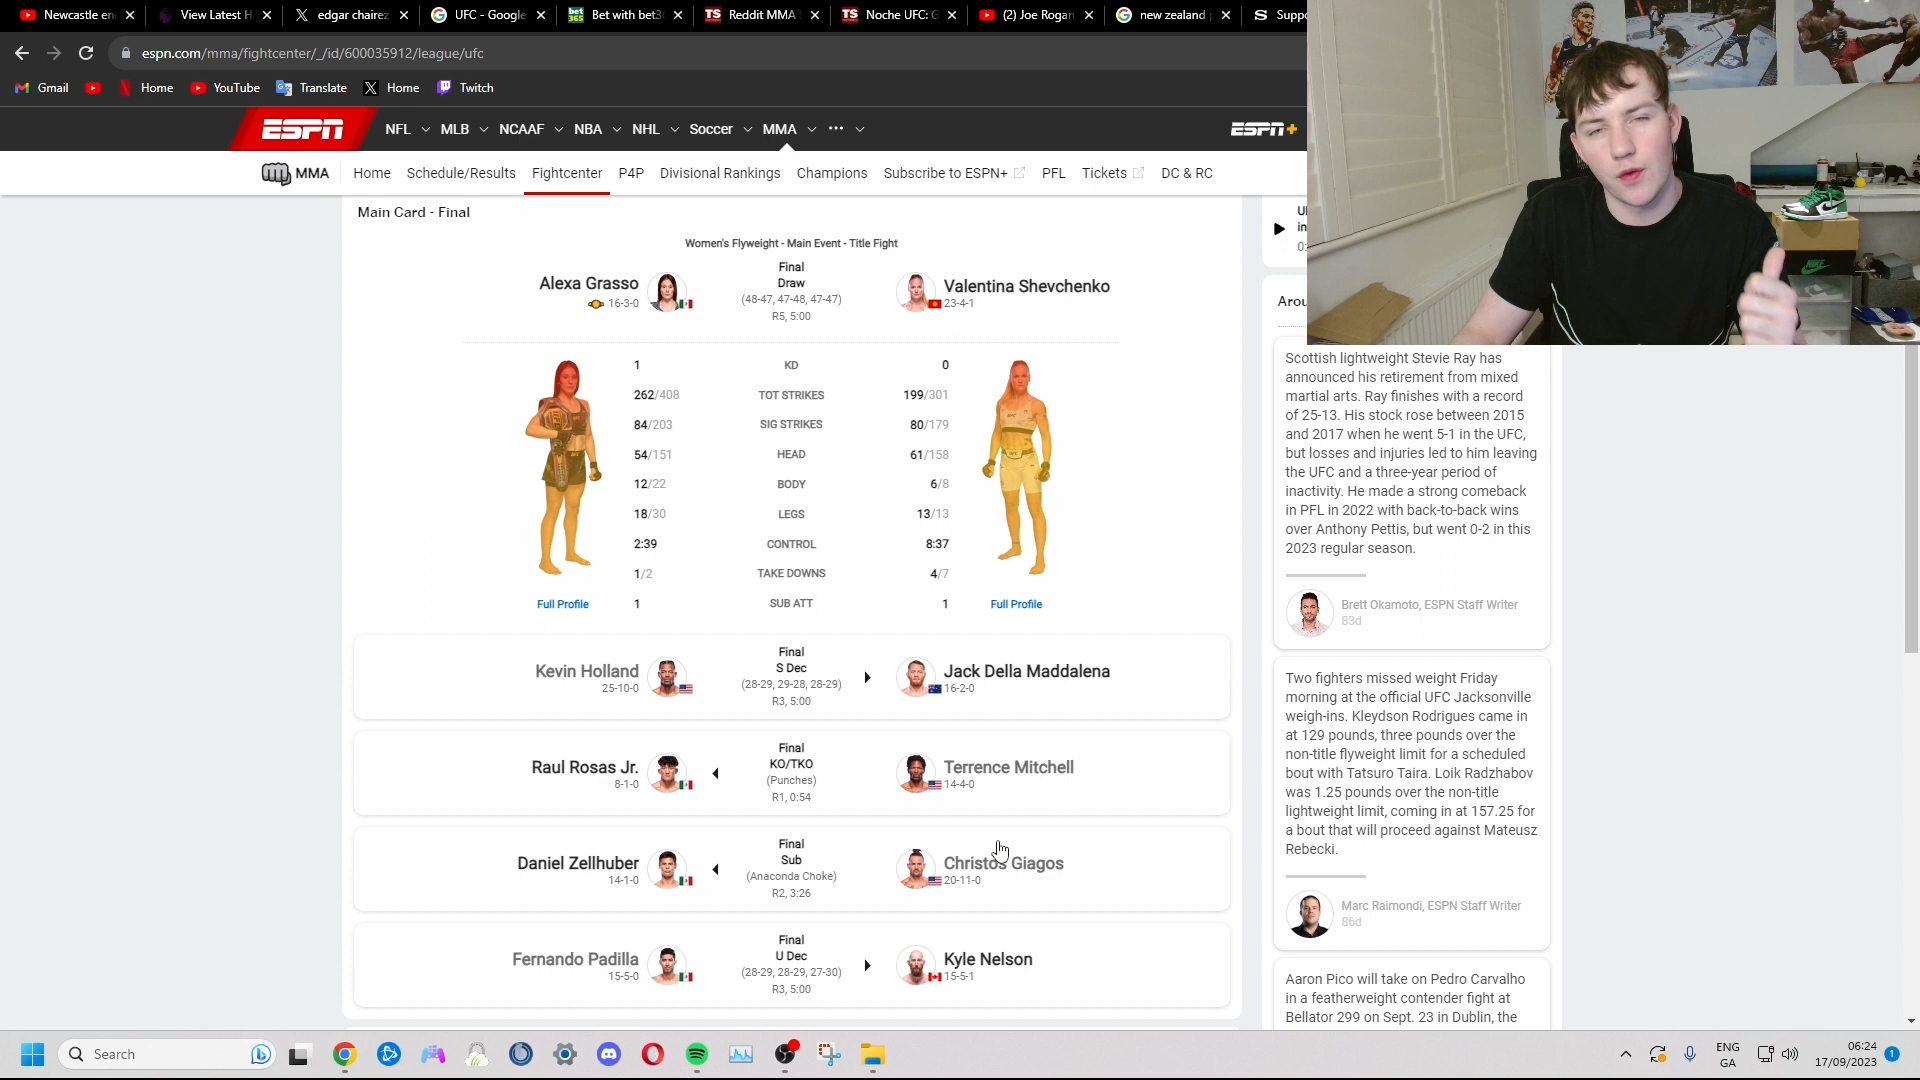 Newcastle en
View Latest H
edgar chairez
UFC - Google
Bet with bet3
Reddit MMA
Noche UFC: G
(2) Joe Rogan
new zealand
Suppo
espn.com/mma/fightcenter/_/id/600035912/league/ufc
Gmail
Home
YouTube
Translate
Home
Twitch
ESPN
NFL
MLB
NCAAF
NBA
NHL
Soccer
MMA
ESPN+
MMA
Home
Schedule/Results
Fightcenter
P4P
Divisional Rankings
Champions
Subscribe to ESPN+
PFL
Tickets
DC & RC
Main Card - Final
Women's Flyweight - Main Event - Title Fight
Alexa Grasso
16-3-0
Final
Draw
(48-47, 47-48, 47-47)
R5, 5:00
Valentina Shevchenko
23-4-1
1 KD 0
262/408 TOT STRIKES 199/301
84/203 SIG STRIKES 80/179
54/151 HEAD 61/158
12/22 BODY 6/8
18/30 LEGS 13/13
2:39 CONTROL 8:37
1/2 TAKE DOWNS 4/7
Full Profile 1 SUB ATT 1 Full Profile
Kevin Holland
25-10-0
Final
S Dec
(28-29, 29-28, 28-29)
R3, 5:00
Jack Della Maddalena
16-2-0
Raul Rosas Jr.
8-1-0
Final
KO/TKO
(Punches)
R1, 0:54
Terrence Mitchell
14-4-0
Daniel Zellhuber
14-1-0
Final
Sub
(Anaconda Choke)
R2, 3:26
Christos Giagos
20-11-0
Fernando Padilla
15-5-0
Final
U Dec
(28-29, 28-29, 27-30)
R3, 5:00
Kyle Nelson
15-5-1
Arou
Scottish lightweight Stevie Ray has
announced his retirement from mixed
martial arts. Ray finishes with a record
of 25-13. His stock rose between 2015
and 2017 when he went 5-1 in the UFC,
but losses and injuries led to him leaving
the UFC and a three-year period of
inactivity. He made a strong comeback
in PFL in 2022 with back-to-back wins
over Anthony Pettis, but went 0-2 in this
2023 regular season.
Brett Okamoto, ESPN Staff Writer
83d
Two fighters missed weight Friday
morning at the official UFC Jacksonville
weigh-ins. Kleydson Rodrigues came in
at 129 pounds, three pounds over the
non-title flyweight limit for a scheduled
bout with Tatsuro Taira. Loik Radzhabov
was 1.25 pounds over the non-title
lightweight limit, coming in at 157.25 for
a bout that will proceed against Mateusz
Rebecki.
Marc Raimondi, ESPN Staff Writer
86d
Aaron Pico will take on Pedro Carvalho
in a featherweight contender fight at
Bellator 299 on Sept. 23 in Dublin, the
Search
ENG
GA
06:24
17/09/2023
1